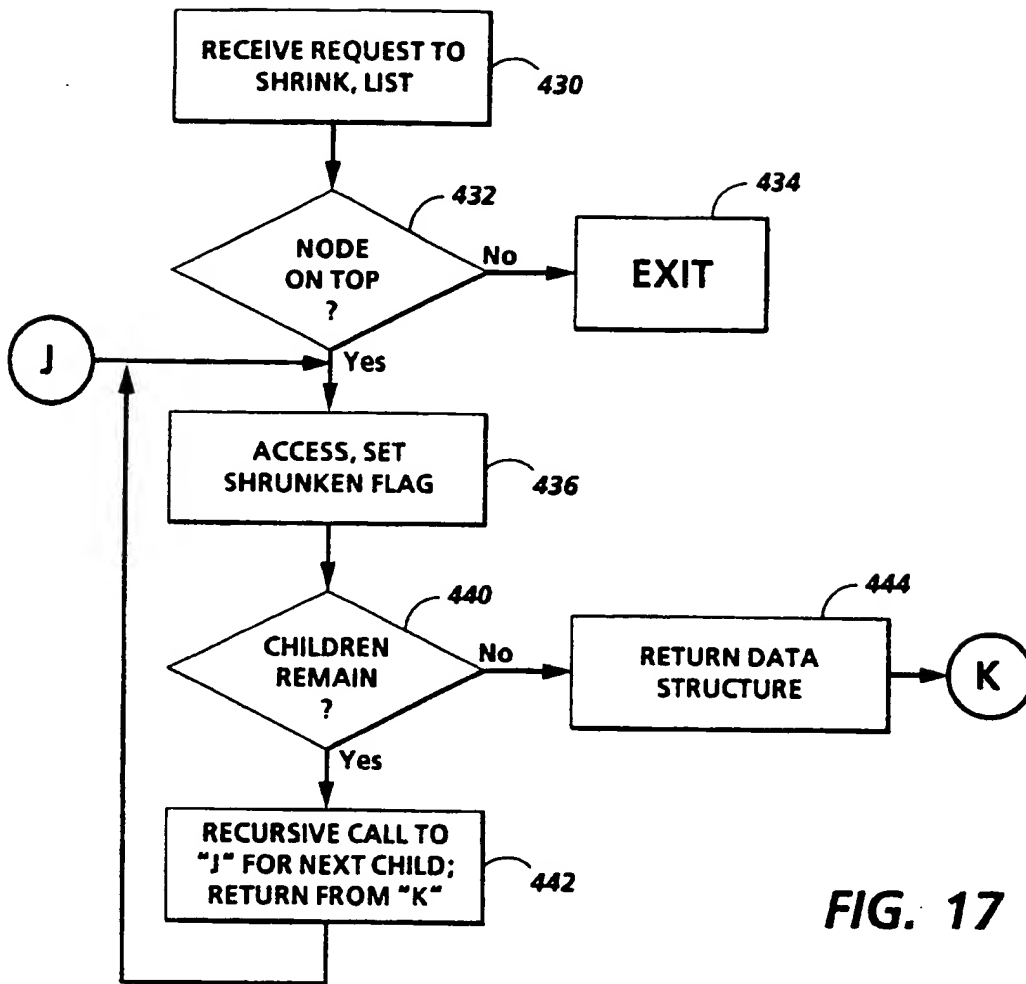 RECEIVE REQUEST TO
SHRINK, LIST
430
432
NODE
ON TOP
?
No
434
EXIT
J
Yes
ACCESS, SET
SHRUNKEN FLAG
436
440
CHILDREN
REMAIN
?
No
444
RETURN DATA
STRUCTURE
K
Yes
RECURSIVE CALL TO
"J" FOR NEXT CHILD;
RETURN FROM "K"
442
FIG. 17